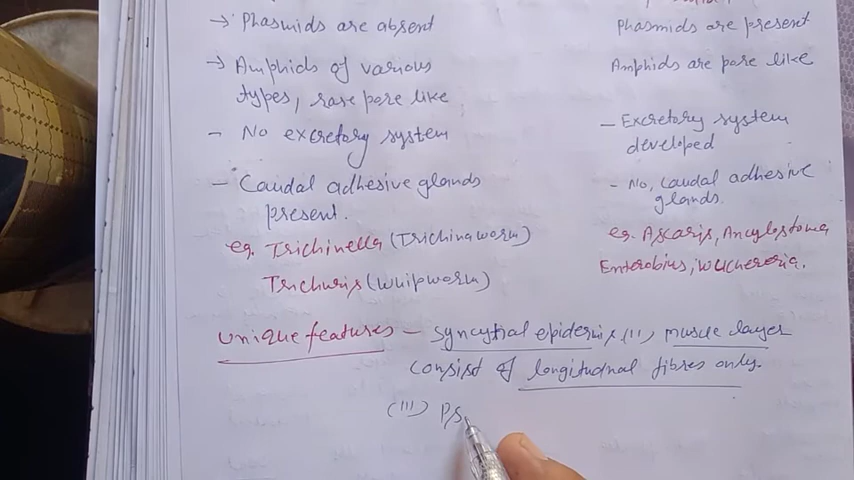 → Phasmids are absent
→ Amphids of various
types, rare pore like
- No excretory system
- Caudal adhesive glands
present.
eg. Trichinella (Trichinaworm)
Trichuris (Whipworm)
Phasmids are present
Amphids are pore like
- Excretory system
developed
- No, caudal adhesive
glands.
eg. Ascaris, Ancylostoma
Enterobius, Wuchereria.
Unique features - Syncytial epidermis, (ii) muscle layer
consist of longitudnal fibres only.
(iii) Ps